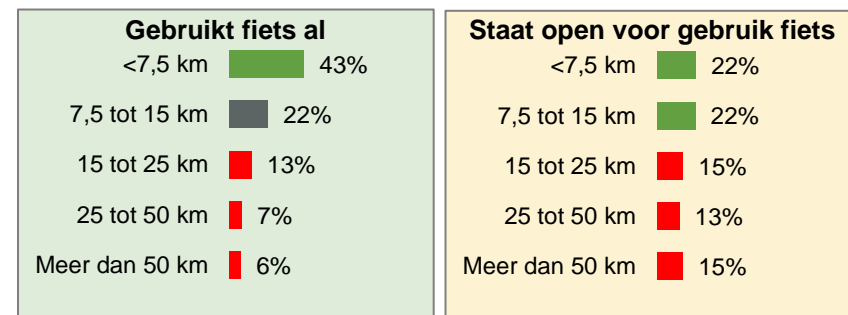 Gebruikt fiets al
<7,5 km 43%
7,5 tot 15 km 22%
15 tot 25 km 13%
25 tot 50 km 7%
Meer dan 50 km 6%
Staat open voor gebruik fiets
<7,5 km 22%
7,5 tot 15 km 22%
15 tot 25 km 15%
25 tot 50 km 13%
Meer dan 50 km 15%